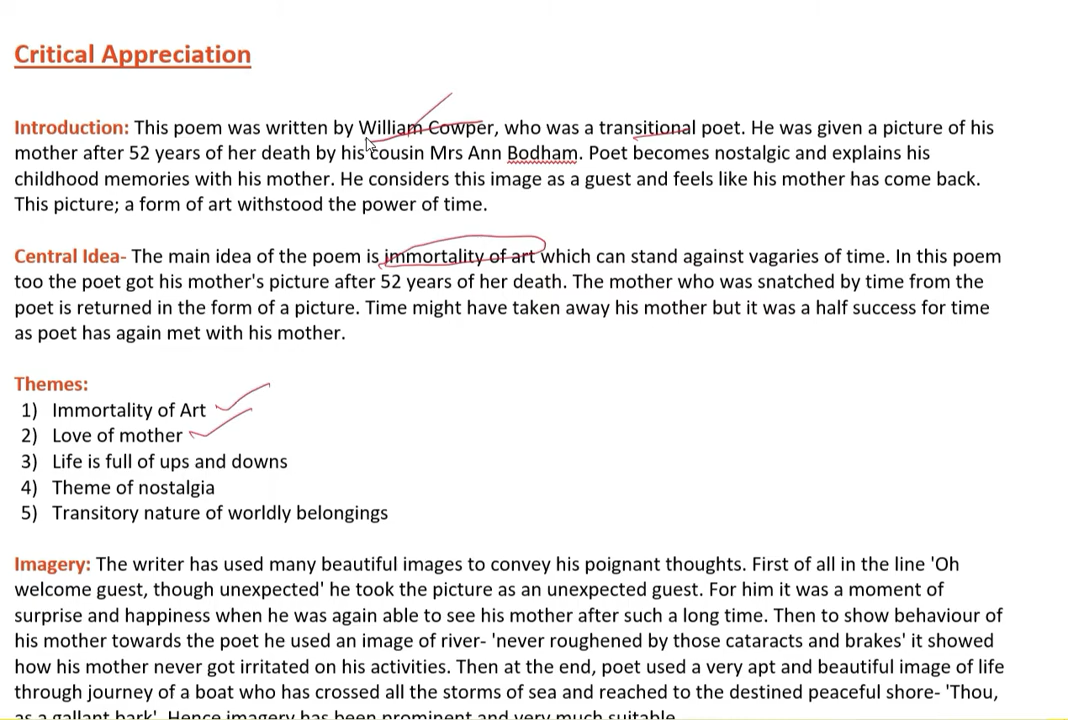 Critical Appreciation
Introduction: This poem was written by William Cowper, who was a transitional poet. He was given a picture of his
mother after 52 years of her death by his cousin Mrs Ann Bodham. Poet becomes nostalgic and explains his
childhood memories with his mother. He considers this image as a guest and feels like his mother has come back.
This picture; a form of art withstood the power of time.
Central Idea- The main idea of the poem is immortality of art which can stand against vagaries of time. In this poem
too the poet got his mother's picture after 52 years of her death. The mother who was snatched by time from the
poet is returned in the form of a picture. Time might have taken away his mother but it was a half success for time
as poet has again met with his mother.
Themes:
1) Immortality of Art
2) Love of mother
3) Life is full of ups and downs
4) Theme of nostalgia
5) Transitory nature of worldly belongings
Imagery: The writer has used many beautiful images to convey his poignant thoughts. First of all in the line 'Oh
welcome guest, though unexpected' he took the picture as an unexpected guest. For him it was a moment of
surprise and happiness when he was again able to see his mother after such a long time. Then to show behaviour of
his mother towards the poet he used an image of river- 'never roughened by those cataracts and brakes' it showed
how his mother never got irritated on his activities. Then at the end, poet used a very apt and beautiful image of life
through journey of a boat who has crossed all the storms of sea and reached to the destined peaceful shore- 'Thou,
as a gallant bark'. Hence imagery has been prominent and very much suitable.